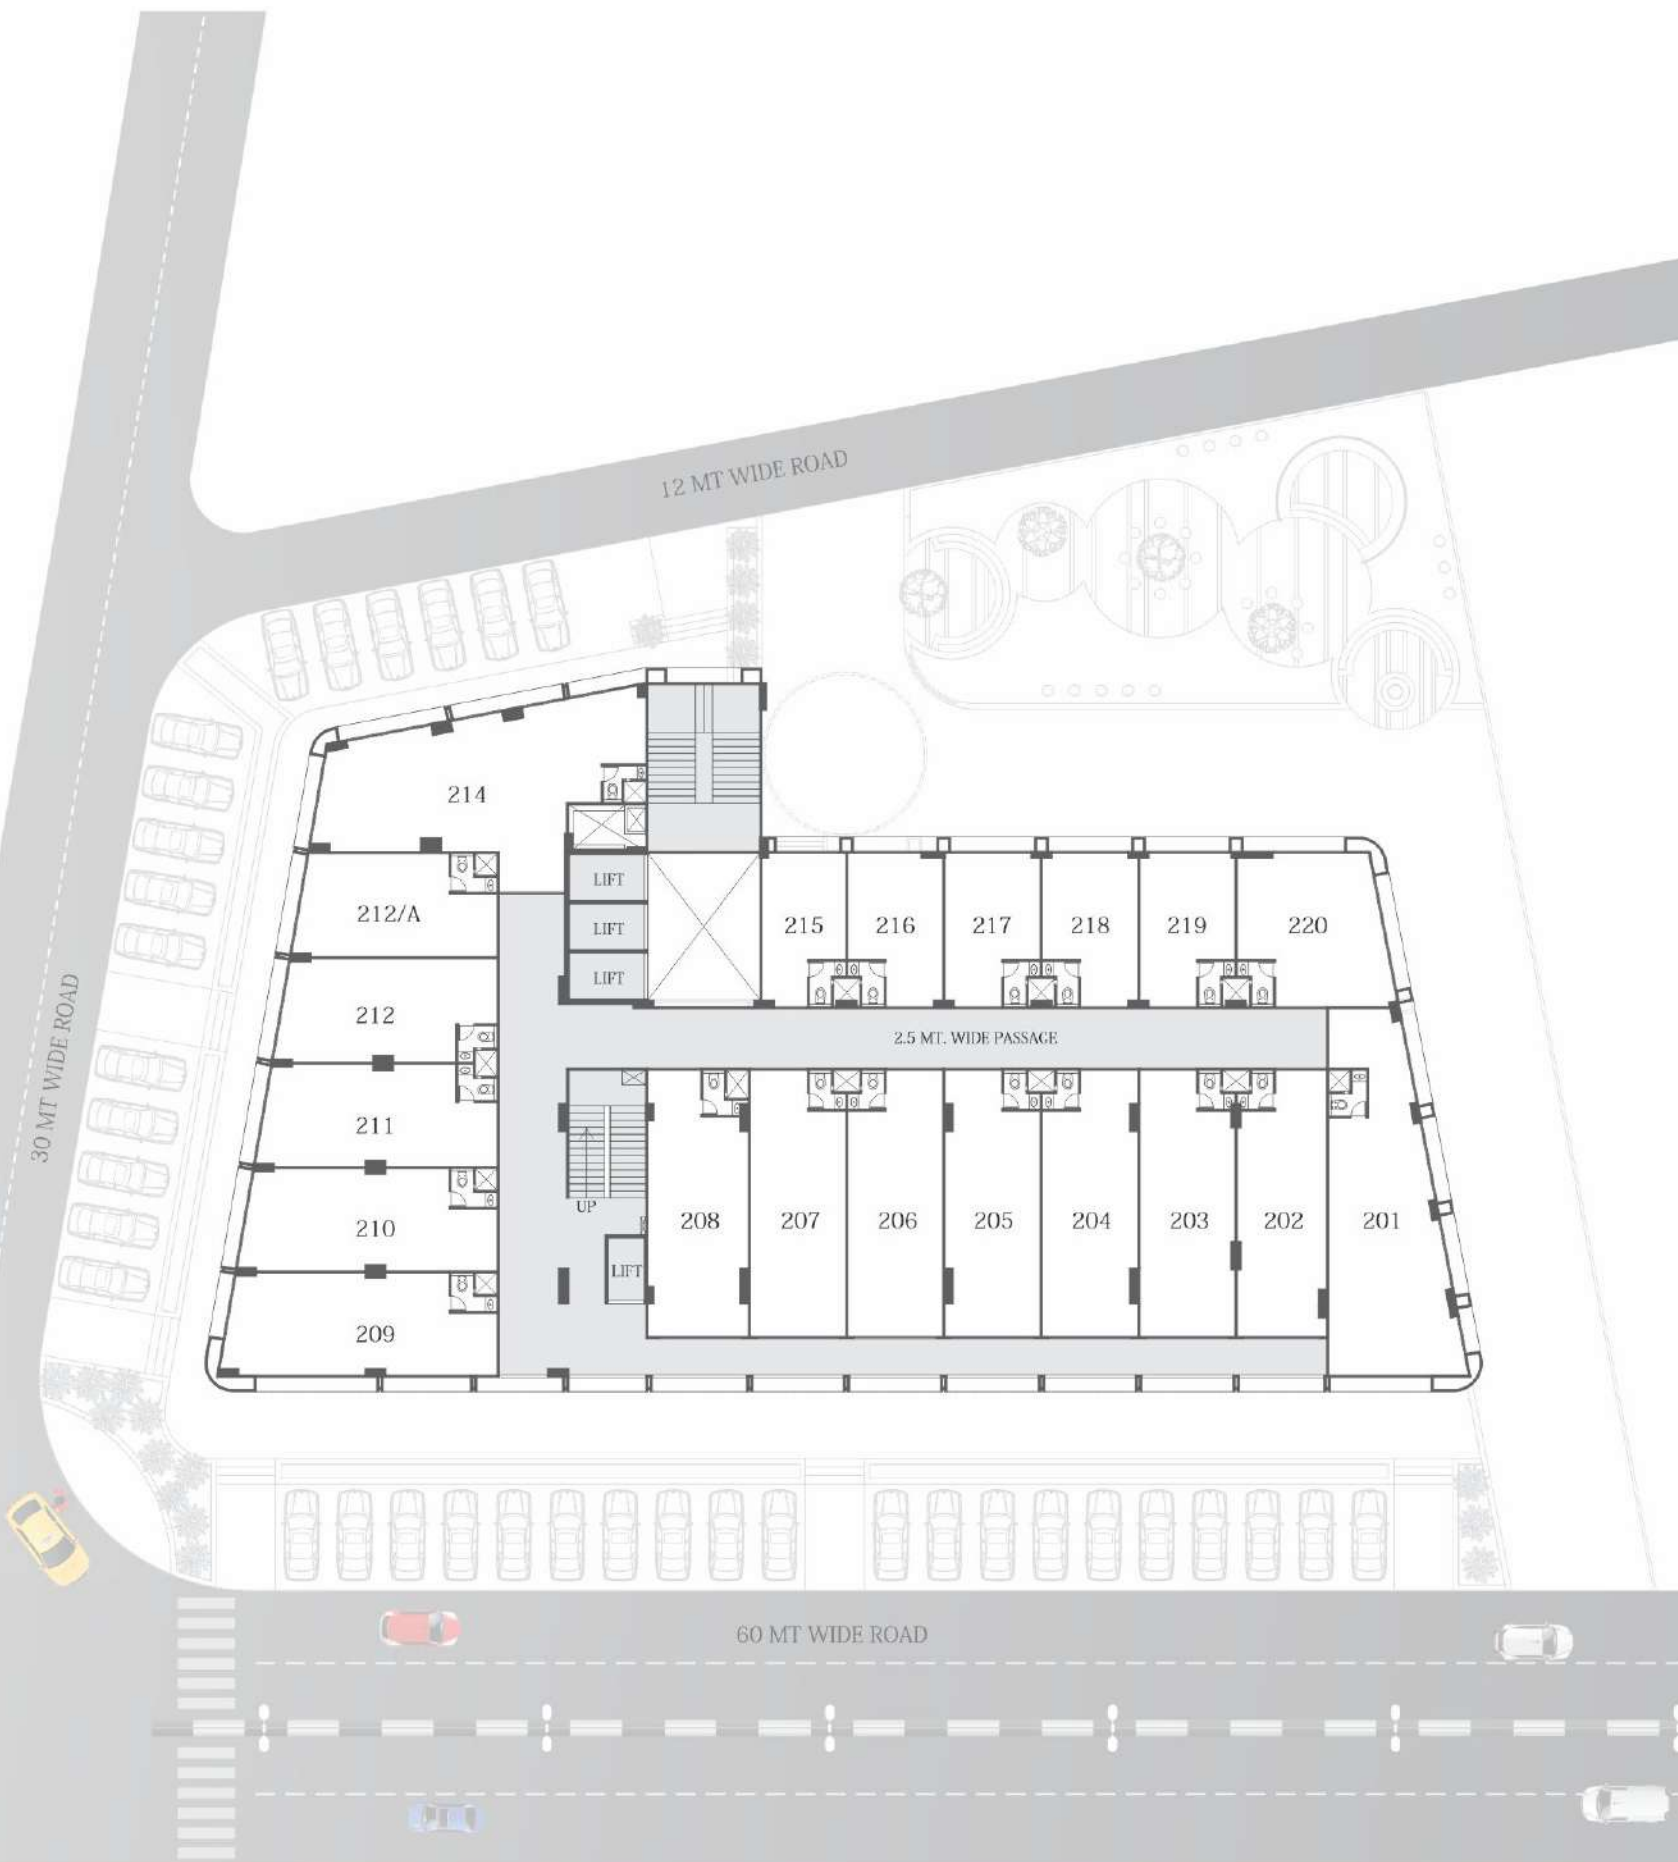 12 MT WIDE ROAD
30 MT WIDE ROAD
214
212/A
LIFT
LIFT
LIFT
215
216
217
218
219
220
212
2.5 MT. WIDE PASSAGE
211
UP
210
LIFT
208
207
206
205
204
203
202
201
209
60 MT WIDE ROAD